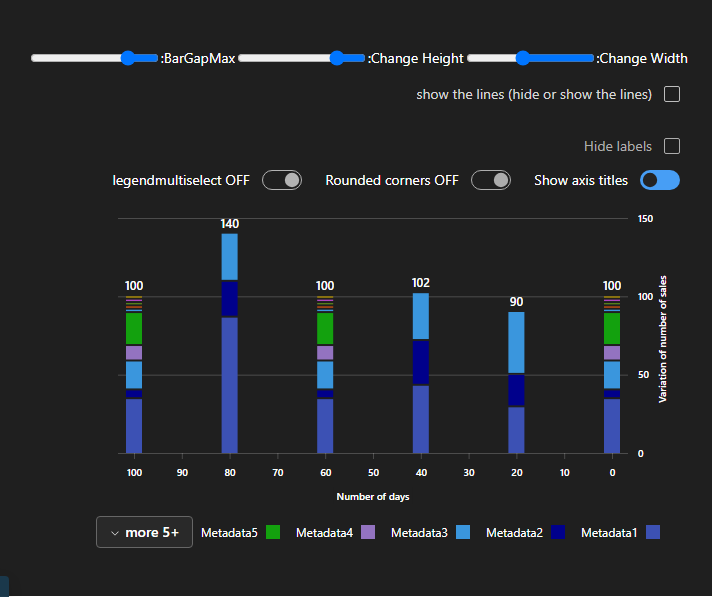 :BarGapMax :Change Height :Change Width
show the lines (hide or show the lines)
Hide labels
legendmultiselect OFF Rounded corners OFF Show axis titles
150
140
100 100 102 90 100
100
50
0
Variation of number of sales
100 90 80 70 60 50 40 30 20 10 0
Number of days
more 5+ Metadata5 Metadata4 Metadata3 Metadata2 Metadata1